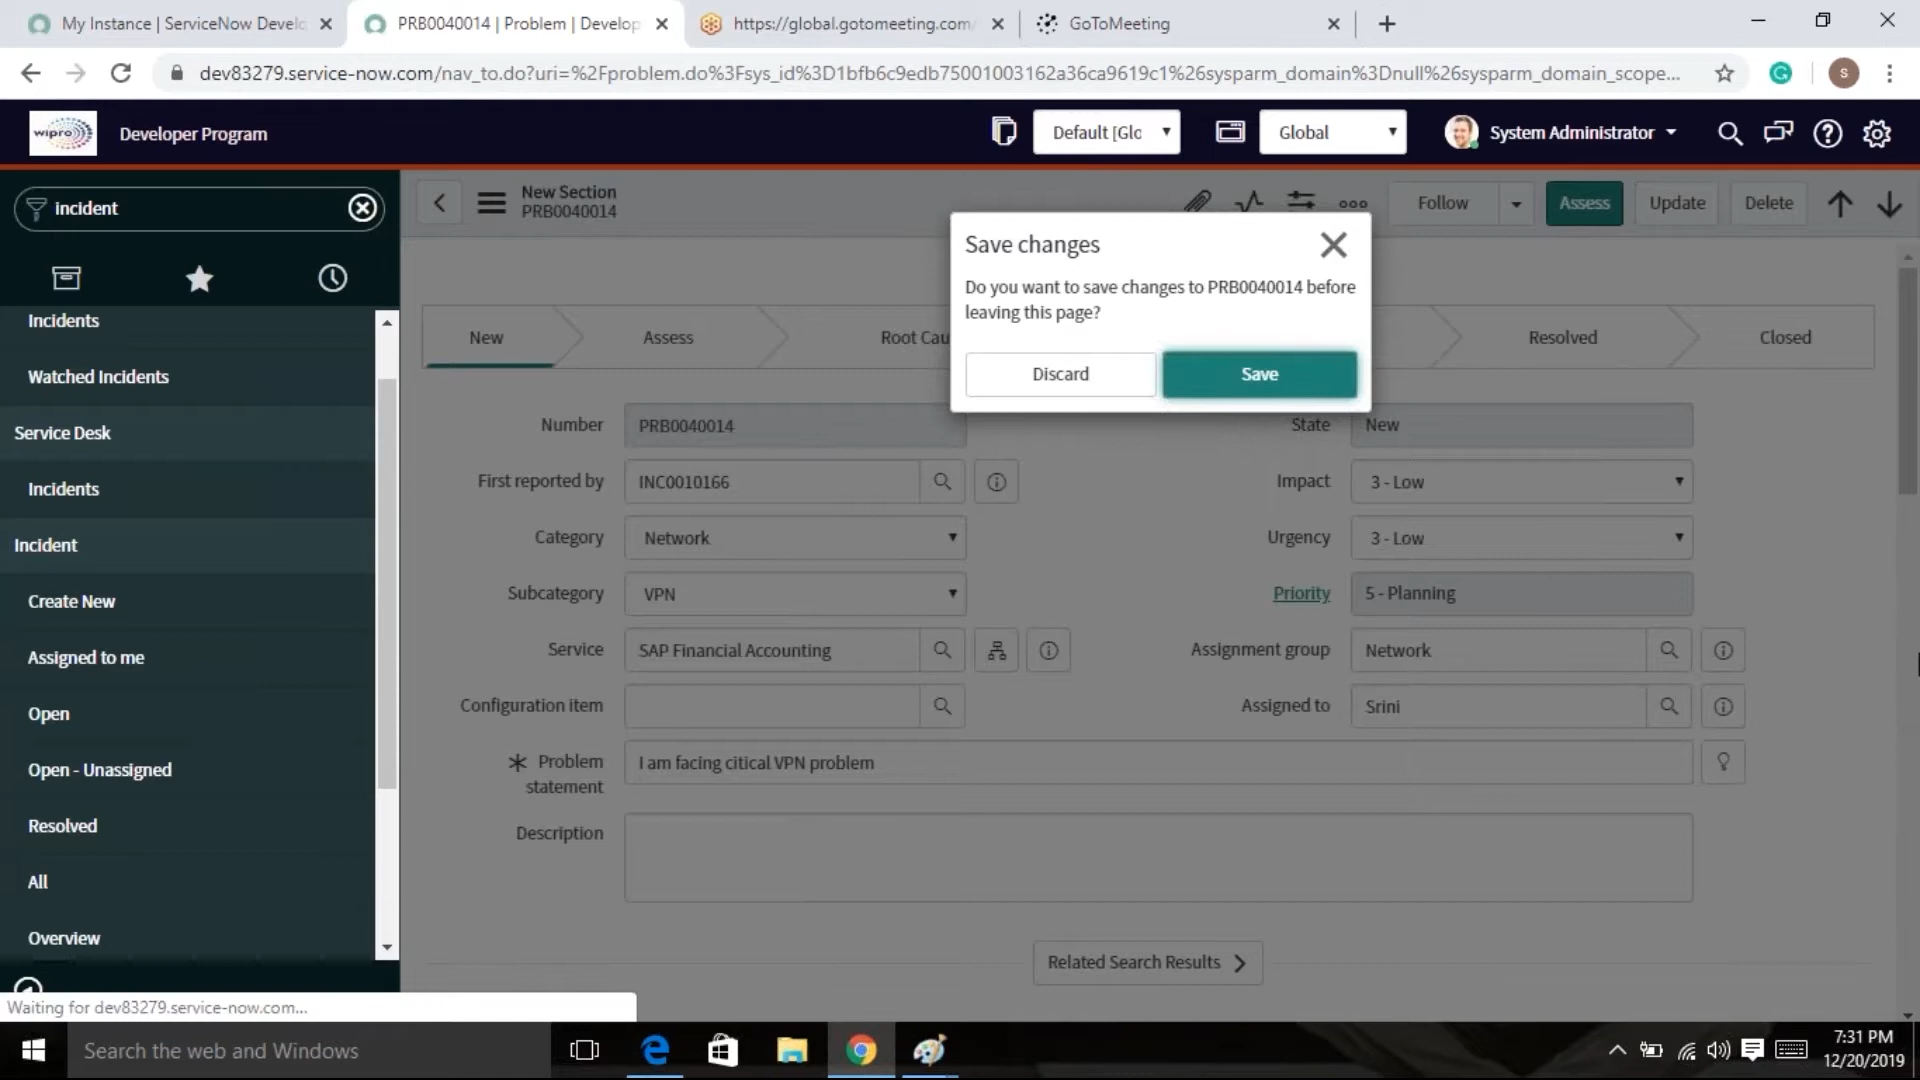 My Instance | ServiceNow Develo
PRB0040014 | Problem | Develop
https://global.gotomeeting.com/
GoToMeeting
dev83279.service-now.com/nav_to.do?uri=%2Fproblem.do%3Fsys_id%3D1bfb6c9edb75001003162a36ca9619c1%26sysparm_domain%3Dnull%26sysparm_domain_scope...
S
wipro
Developer Program
Default [Glc
Global
System Administrator
incident
New Section
PRB0040014
Follow
Assess
Update
Delete
Save changes
Do you want to save changes to PRB0040014 before
leaving this page?
Discard
Save
Incidents
Watched Incidents
Service Desk
Incidents
Incident
Create New
Assigned to me
Open
Open - Unassigned
Resolved
All
Overview
New
Assess
Root Cau
Resolved
Closed
Number
PRB0040014
State
New
First reported by
INC0010166
Impact
3 - Low
Category
Network
Urgency
3 - Low
Subcategory
VPN
Priority
5 - Planning
Service
SAP Financial Accounting
Assignment group
Network
Configuration item
Assigned to
Srini
Problem
statement
I am facing citical VPN problem
Description
Related Search Results
Waiting for dev83279.service-now.com...
Search the web and Windows
7:31 PM
12/20/2019